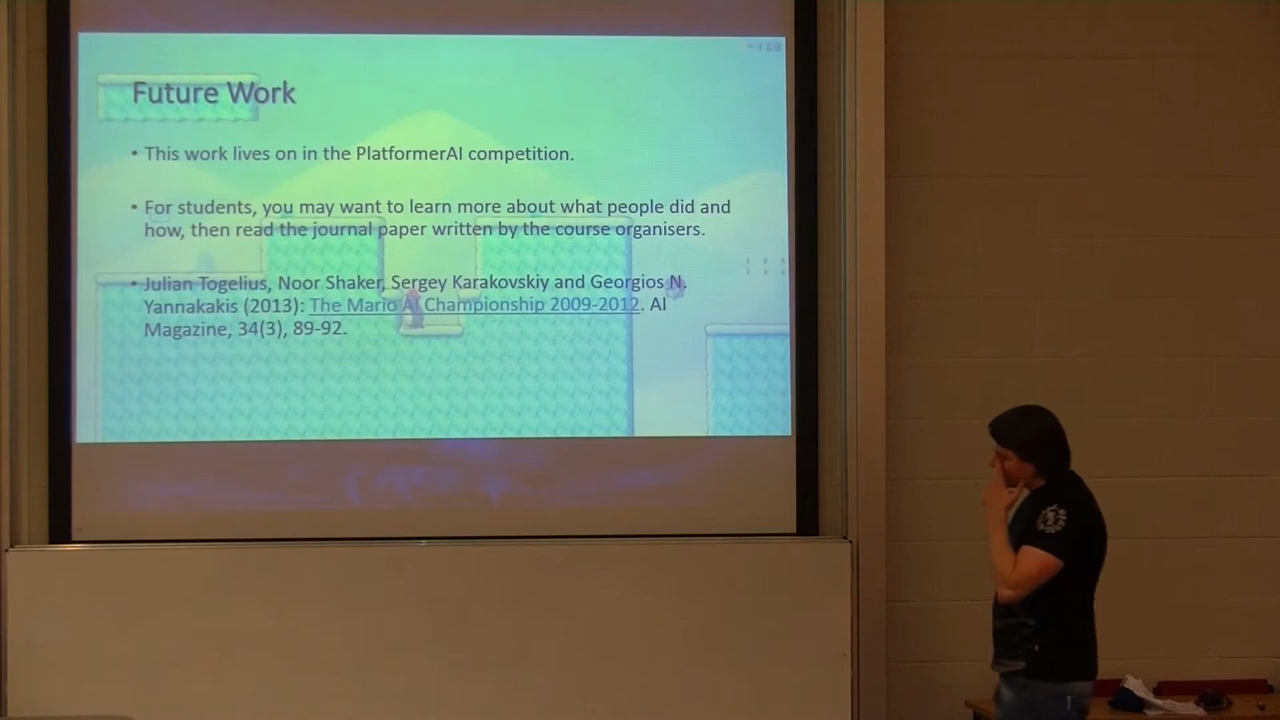 Future Work
• This work lives on in the PlatformerAI competition.
• For students, you may want to learn more about what people did and
how, then read the journal paper written by the course organisers.
• Julian Togelius, Noor Shaker, Sergey Karakovskiy and Georgios N.
Yannakakis (2013): The Mario AI Championship 2009-2012. AI
Magazine, 34(3), 89-92.